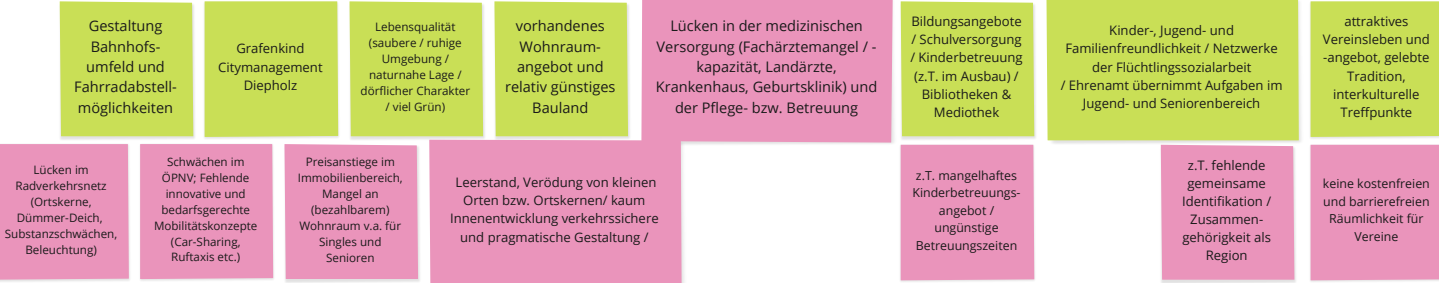 Gestaltung
Bahnhofs-
umfeld und
Fahrradabstell-
möglichkeiten
Grafenkind
Citymanagement
Diepholz
Lebensqualität
(saubere / ruhige
Umgebung /
naturnahe Lage /
dörflicher Charakter
/ viel Grün)
vorhandenes
Wohnraum-
angebot und
relativ günstiges
Bauland
Lücken in der medizinischen
Versorgung (Fachärztemangel / -
kapazität, Landärzte,
Krankenhaus, Geburtsklinik) und
der Pflege- bzw. Betreuung
Bildungsangebote
/ Schulversorgung
/ Kinderbetreuung
(z.T. im Ausbau) /
Bibliotheken &
Mediothek
Kinder-, Jugend- und
Familienfreundlichkeit / Netzwerke
der Flüchtlingssozialarbeit
/ Ehrenamt übernimmt Aufgaben im
Jugend- und Seniorenbereich
attraktives
Vereinsleben und
-angebot, gelebte
Tradition,
interkulturelle
Treffpunkte
Lücken im
Radverkehrsnetz
(Ortskerne,
Dümmer-Deich,
Substanzschwächen,
Beleuchtung)
Schwächen im
ÖPNV; Fehlende
innovative und
bedarfsgerechte
Mobilitätskonzepte
(Car-Sharing,
Ruftaxis etc.)
Preisanstiege im
Immobilienbereich,
Mangel an
(bezahlbarem)
Wohnraum v.a. für
Singles und
Senioren
Leerstand, Verödung von kleinen
Orten bzw. Ortskernen/ kaum
Innenentwicklung verkehrssichere
und pragmatische Gestaltung /
z.T. mangelhaftes
Kinderbetreuungs-
angebot /
ungünstige
Betreuungszeiten
z.T. fehlende
gemeinsame
Identifikation /
Zusammen-
gehörigkeit als
Region
keine kostenfreien
und barrierefreien
Räumlichkeit für
Vereine